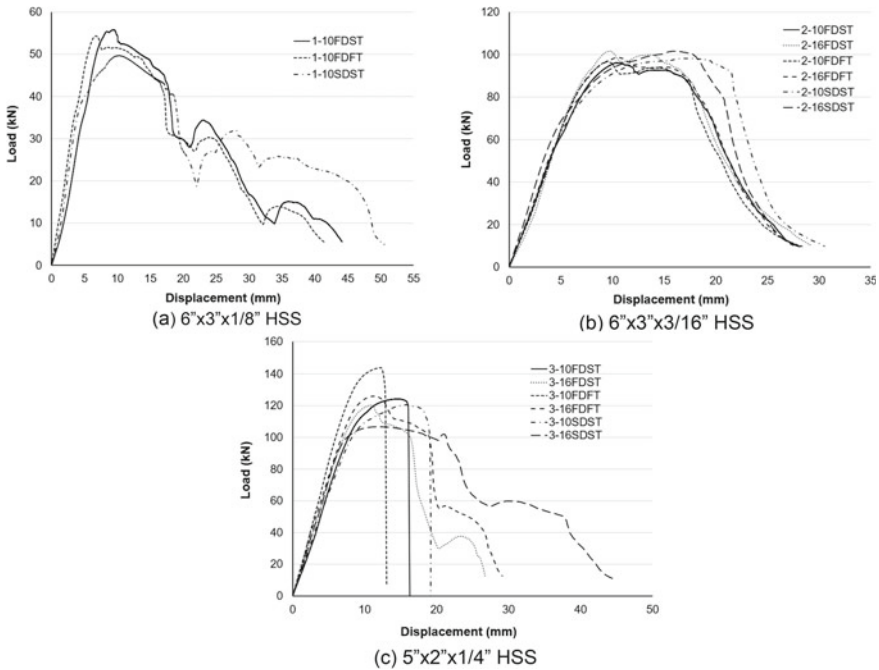 60
50
40
30
20
10
0
Load (kN)
1-10FDST
1-10FDFT
1-10SDST
0 5 10 15 20 25 30 35 40 45 50 55
Displacement (mm)
(a) 6"x3"x1/8" HSS
120
100
80
60
40
20
0
Load (kN)
2-10FDST
2-16FDST
2-10FDFT
2-16FDFT
2-10SDST
2-16SDST
0 5 10 15 20 25 30 35
Displacement (mm)
(b) 6"x3"x3/16" HSS
160
140
120
100
80
60
40
20
0
Load (kN)
3-10FDST
3-16FDST
3-10FDFT
3-16FDFT
3-10SDST
3-16SDST
0 10 20 30 40 50
Displacement (mm)
(c) 5"x2"x1/4" HSS